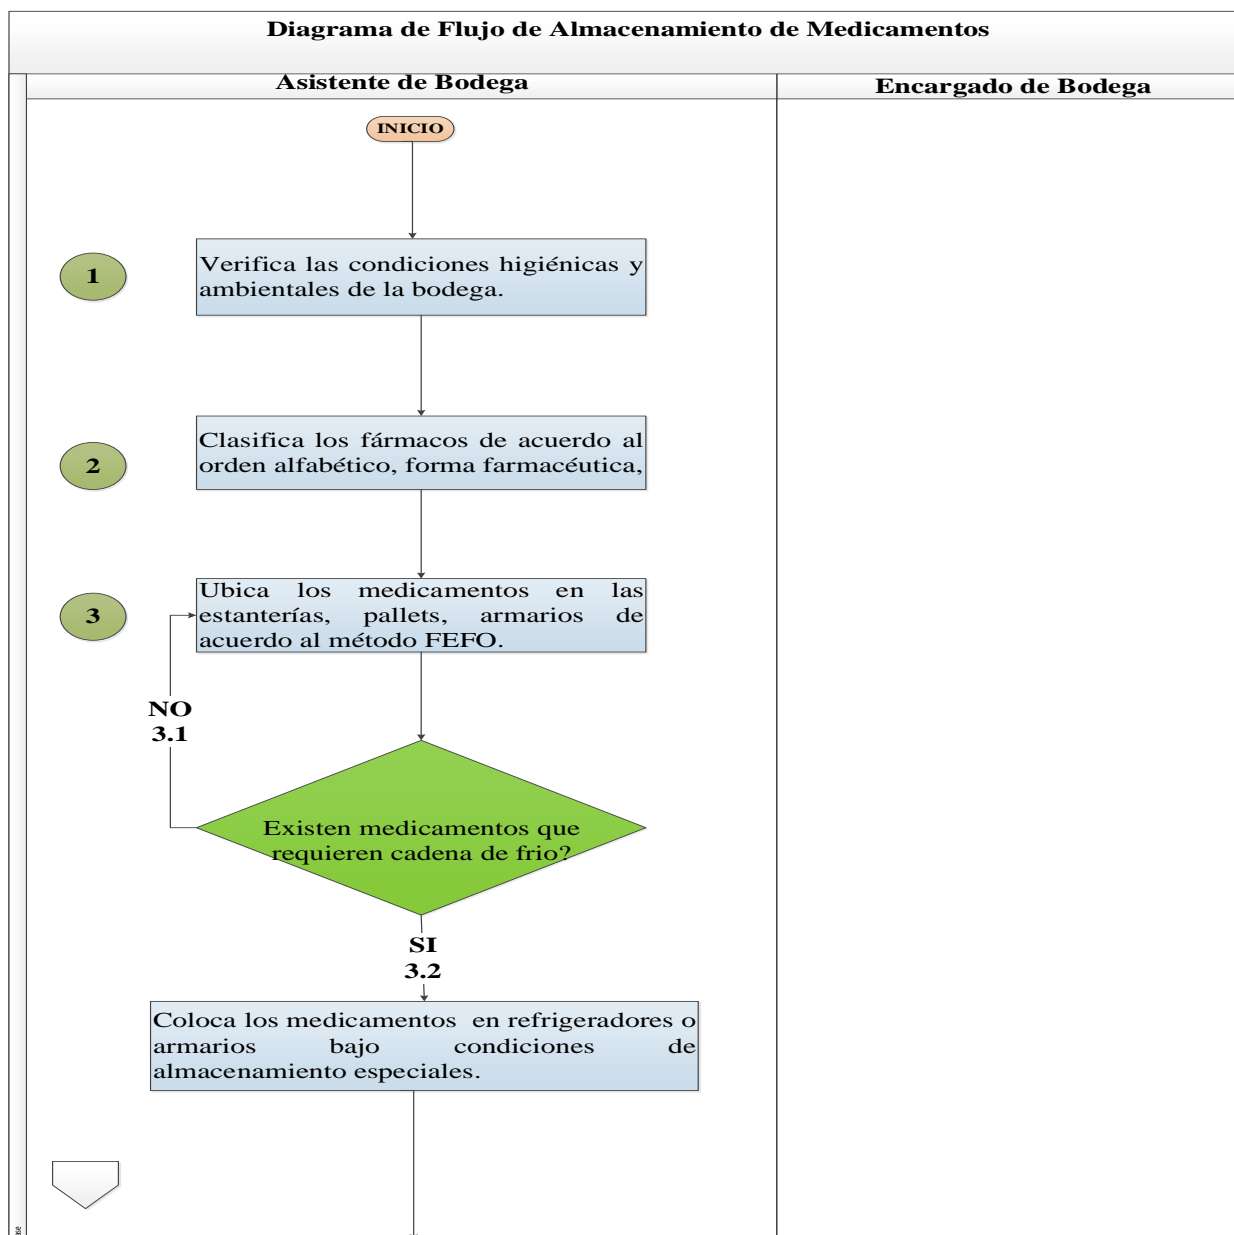 Diagrama de Flujo de Almacenamiento de Medicamentos
Asistente de Bodega
Encargado de Bodega
INICIO
1
Verifica las condiciones higiénicas y
ambientales de la bodega.
2
Clasifica los fármacos de acuerdo al
orden alfabético, forma farmacéutica,
3
Ubica los medicamentos en las
estanterías, pallets, armarios de
acuerdo al método FEFO.
NO
3.1
Existen medicamentos que
requieren cadena de frio?
SI
3.2
Coloca los medicamentos en refrigeradores o
armarios bajo condiciones de
almacenamiento especiales.